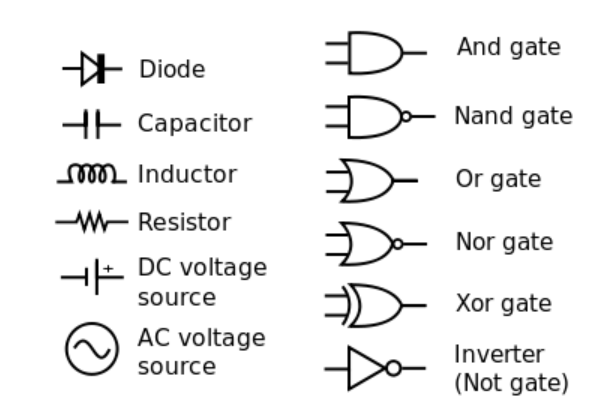 Diode
Capacitor
Inductor
Resistor
+
DC voltage
source
AC voltage
source
And gate
Nand gate
Or gate
Nor gate
Xor gate
Inverter
(Not gate)